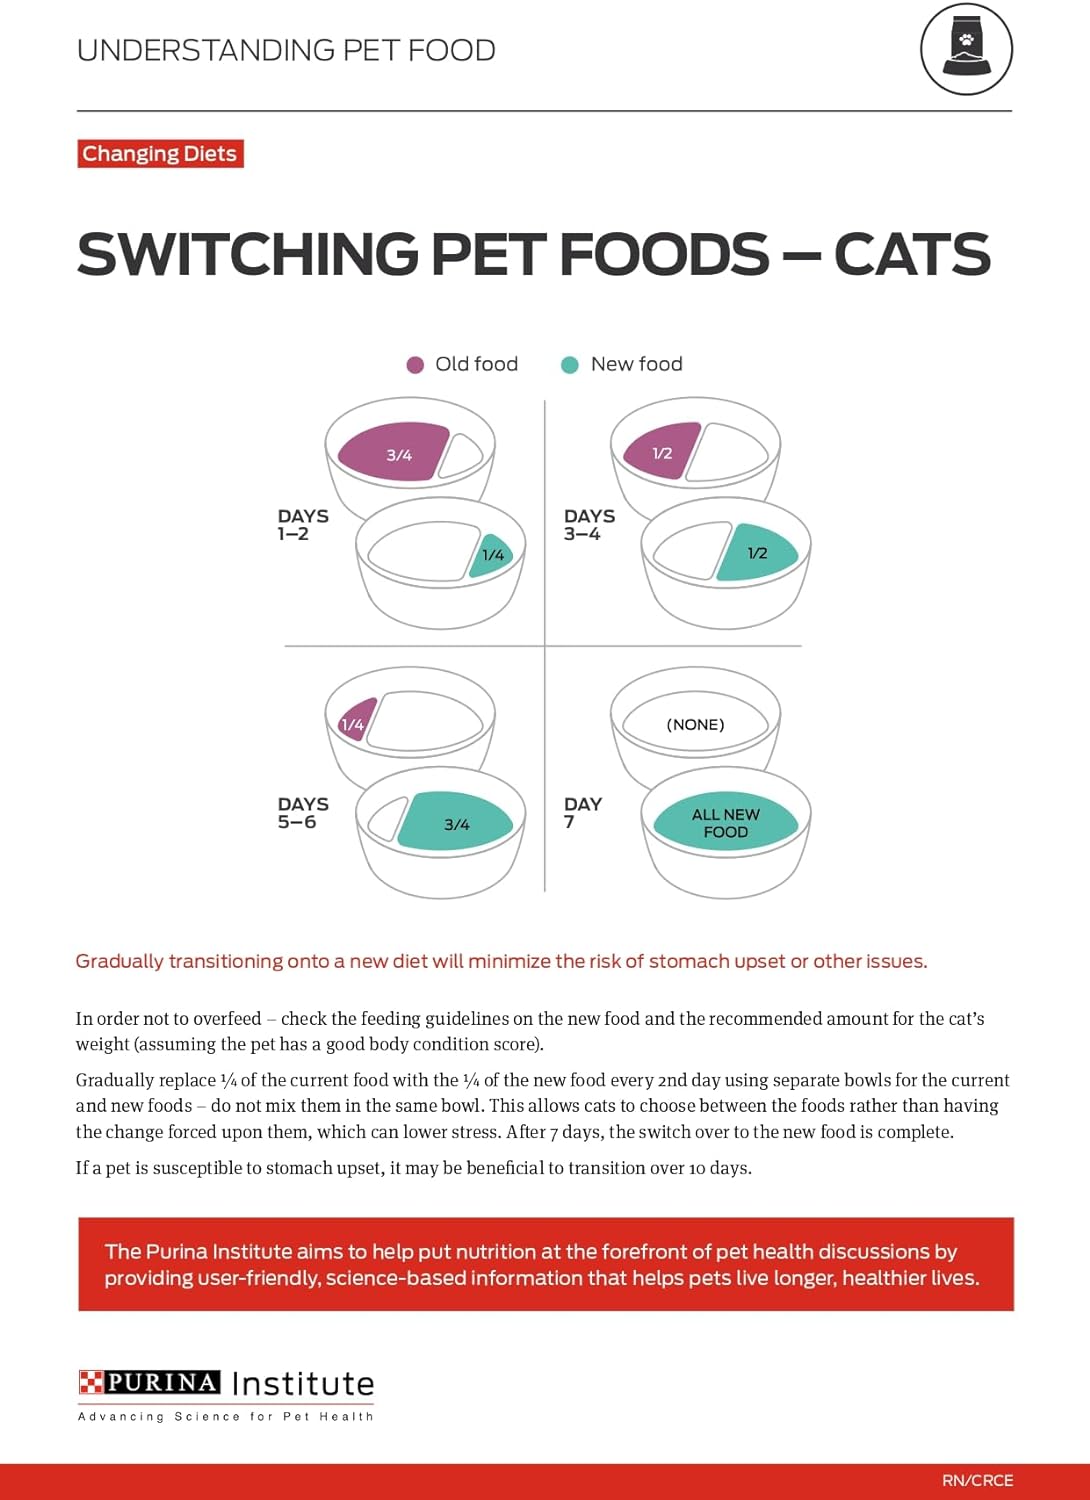 UNDERSTANDING PET FOOD
Changing Diets
SWITCHING PET FOODS – CATS
Old food
New food
3/4
DAYS
1–2
1/4
1/2
DAYS
3–4
1/2
1/4
DAYS
5–6
3/4
(NONE)
DAY
7
ALL NEW
FOOD
Gradually transitioning onto a new diet will minimize the risk of stomach upset or other issues.
In order not to overfeed – check the feeding guidelines on the new food and the recommended amount for the cat's
weight (assuming the pet has a good body condition score).
Gradually replace ¼ of the current food with the ¼ of the new food every 2nd day using separate bowls for the current
and new foods – do not mix them in the same bowl. This allows cats to choose between the foods rather than having
the change forced upon them, which can lower stress. After 7 days, the switch over to the new food is complete.
If a pet is susceptible to stomach upset, it may be beneficial to transition over 10 days.
The Purina Institute aims to help put nutrition at the forefront of pet health discussions by
providing user-friendly, science-based information that helps pets live longer, healthier lives.
PURINA Institute
Advancing Science for Pet Health
RN/CRCE